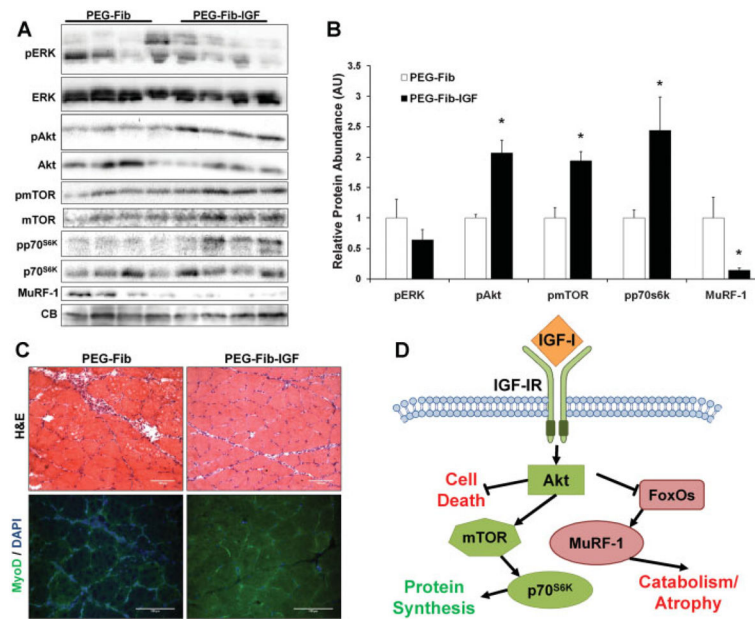 A
PEG-Fib
PEG-Fib-IGF
pERK
ERK
pAkt
Akt
pmTOR
mTOR
pp70S6K
p70S6K
MuRF-1
CB
B
Relative Protein Abundance (AU)
3.5
3
2.5
2
1.5
1
0.5
0
PEG-Fib
PEG-Fib-IGF
*
*
*
*
pERK
pAkt
pmTOR
pp70s6k
MuRF-1
C
PEG-Fib
PEG-Fib-IGF
H&E
MyoD / DAPI
D
IGF-I
IGF-IR
Cell
Death
Akt
FoxOs
mTOR
MuRF-1
Protein
Synthesis
p70S6K
Catabolism/
Atrophy